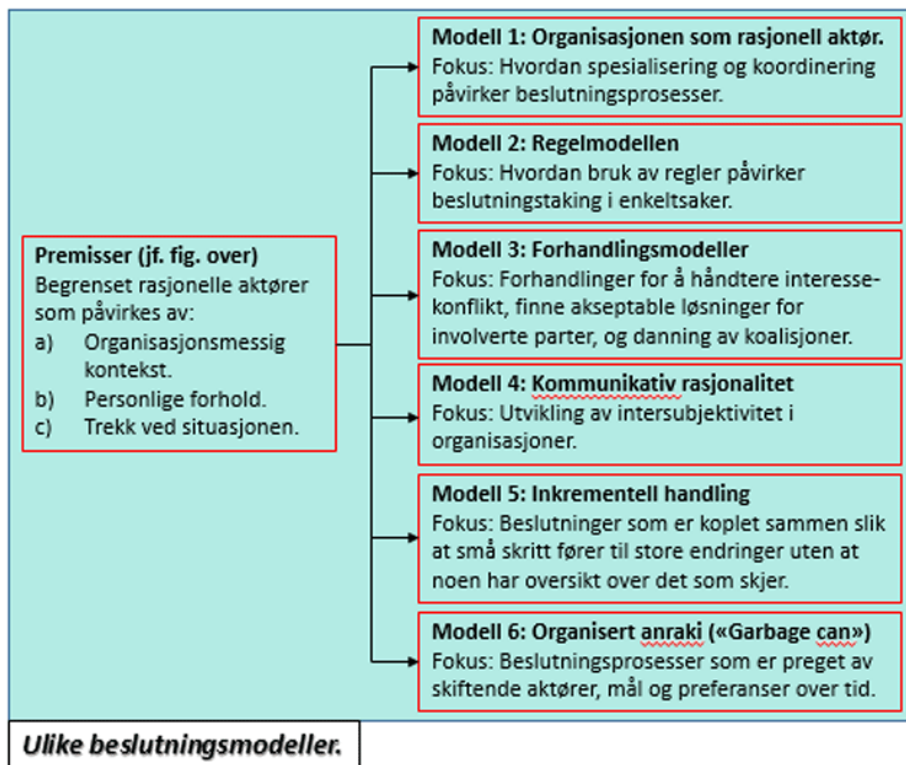 Premisser (jf. fig. over)
Begrenset rasjonelle aktører
som påvirkes av:
a) Organisasjonsmessig
kontekst.
b) Personlige forhold.
c) Trekk ved situasjonen.
Modell 1: Organisasjonen som rasjonell aktør.
Fokus: Hvordan spesialisering og koordinering
påvirker beslutningsprosesser.
Modell 2: Regelmodellen
Fokus: Hvordan bruk av regler påvirker
beslutningstaking i enkeltsaker.
Modell 3: Forhandlingsmodeller
Fokus: Forhandlinger for å håndtere interesse-
konflikt, finne akseptable løsninger for
involverte parter, og danning av koalisjoner.
Modell 4: Kommunikativ rasjonalitet
Fokus: Utvikling av intersubjektivitet i
organisasjoner.
Modell 5: Inkrementell handling
Fokus: Beslutninger som er koplet sammen slik
at små skritt fører til store endringer uten at
noen har oversikt over det som skjer.
Modell 6: Organisert anraki («Garbage can»)
Fokus: Beslutningsprosesser som er preget av
skiftende aktører, mål og preferanser over tid.
Ulike beslutningsmodeller.